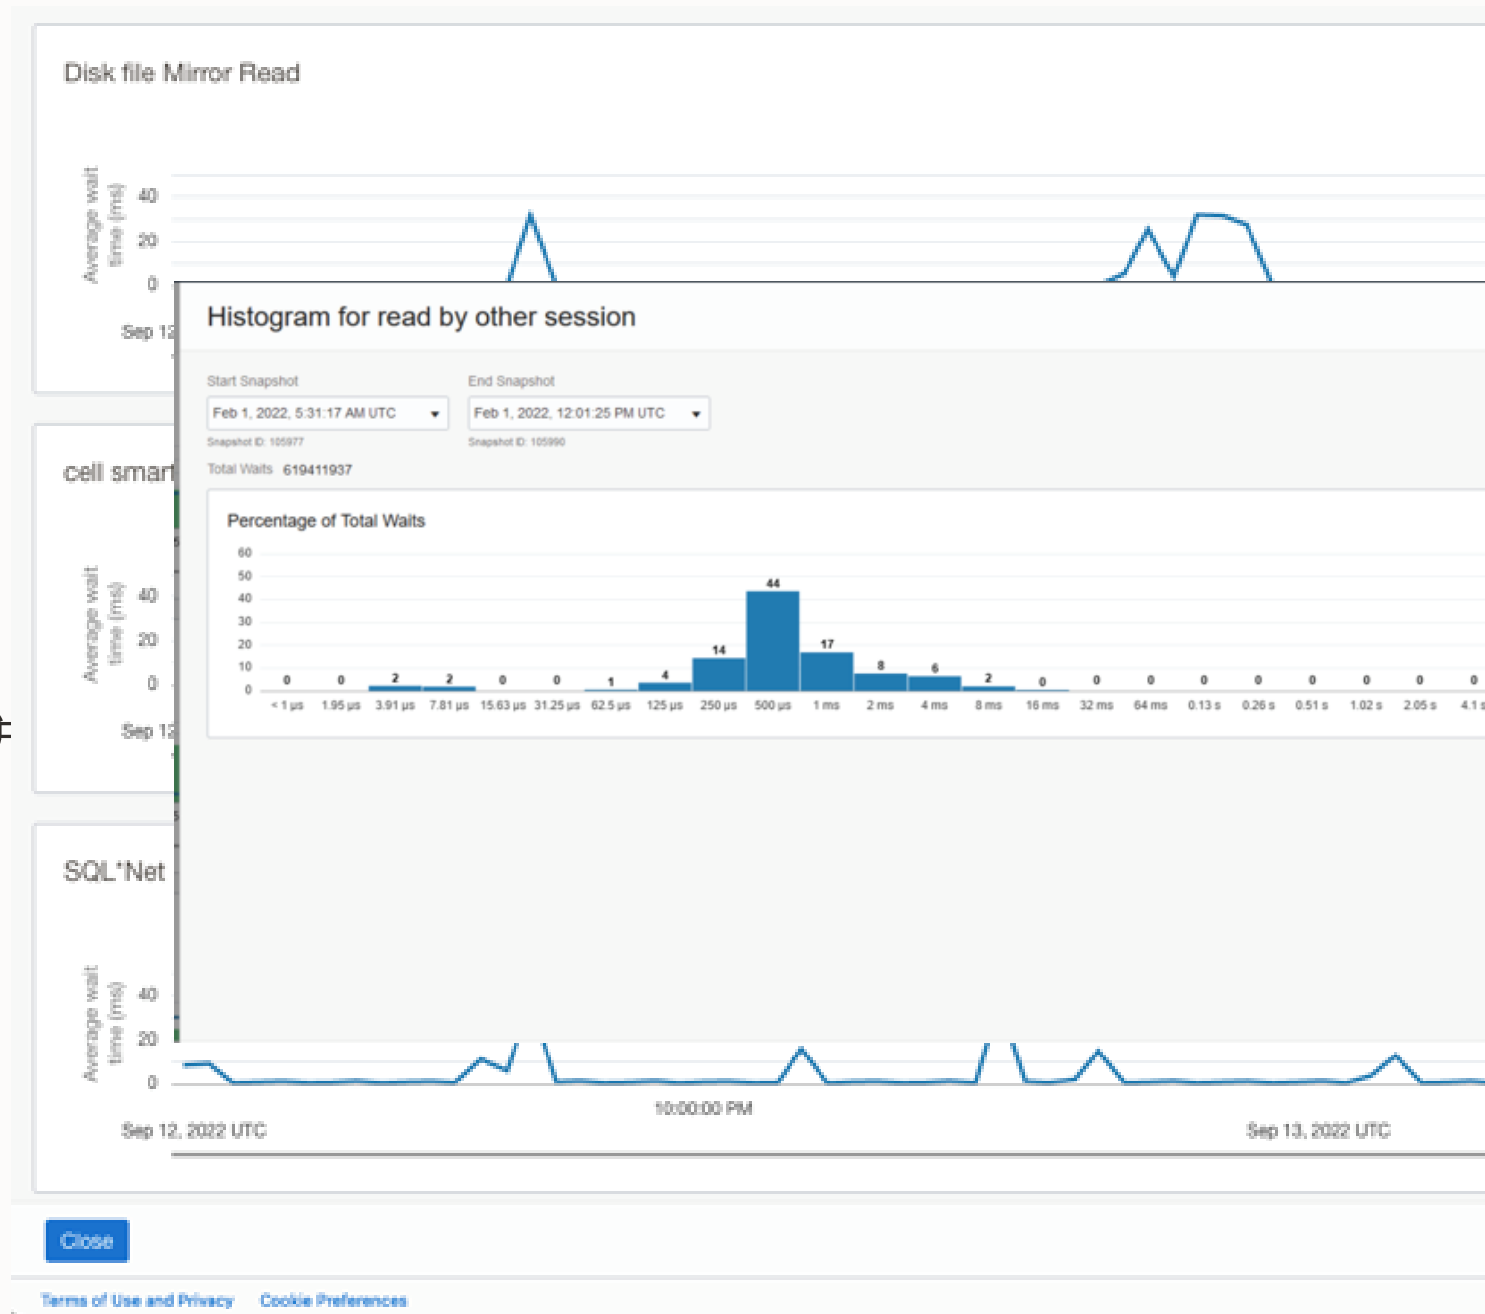 Disk file Mirror Read
Average wait
time (ms)
40
20
0
Sep 12
Histogram for read by other session
Start Snapshot
End Snapshot
Feb 1, 2022, 5:31:17 AM UTC
Feb 1, 2022, 12:01:25 PM UTC
Snapshot ID: 105977
Snapshot ID: 105990
Total Waits 619411937
Percentage of Total Waits
60
50
40
30
20
10
0
0 0 2 2 0 0 1 4 14 44 17 8 6 2 0 0 0 0 0 0 0 0 0
< 1 µs 1.95 µs 3.91 µs 7.81 µs 15.63 µs 31.25 µs 62.5 µs 125 µs 250 µs 500 µs 1 ms 2 ms 4 ms 8 ms 16 ms 32 ms 64 ms 0.13 s 0.26 s 0.51 s 1.02 s 2.05 s 4.1 s
cell smart
Average wait
time (ms)
40
20
0
Sep 12
SQL*Net
Average wait
time (ms)
40
20
0
10:00:00 PM
Sep 12, 2022 UTC
Sep 13, 2022 UTC
Close
Terms of Use and Privacy Cookie Preferences